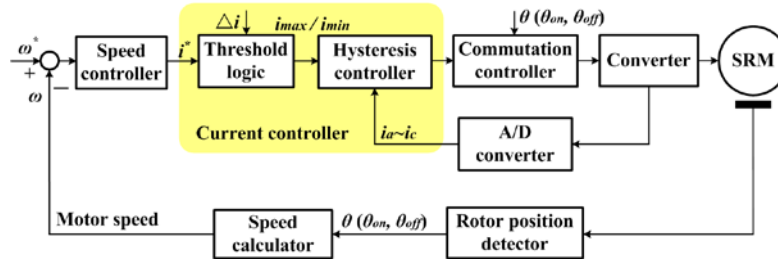 ω*
+
ω
−
Speed
controller
i*
Δi
Threshold
logic
imax / imin
Hysteresis
controller
θ (θon, θoff)
Commutation
controller
Converter
SRM
Current controller
ia~ic
A/D
converter
Motor speed
Speed
calculator
θ (θon, θoff)
Rotor position
detector